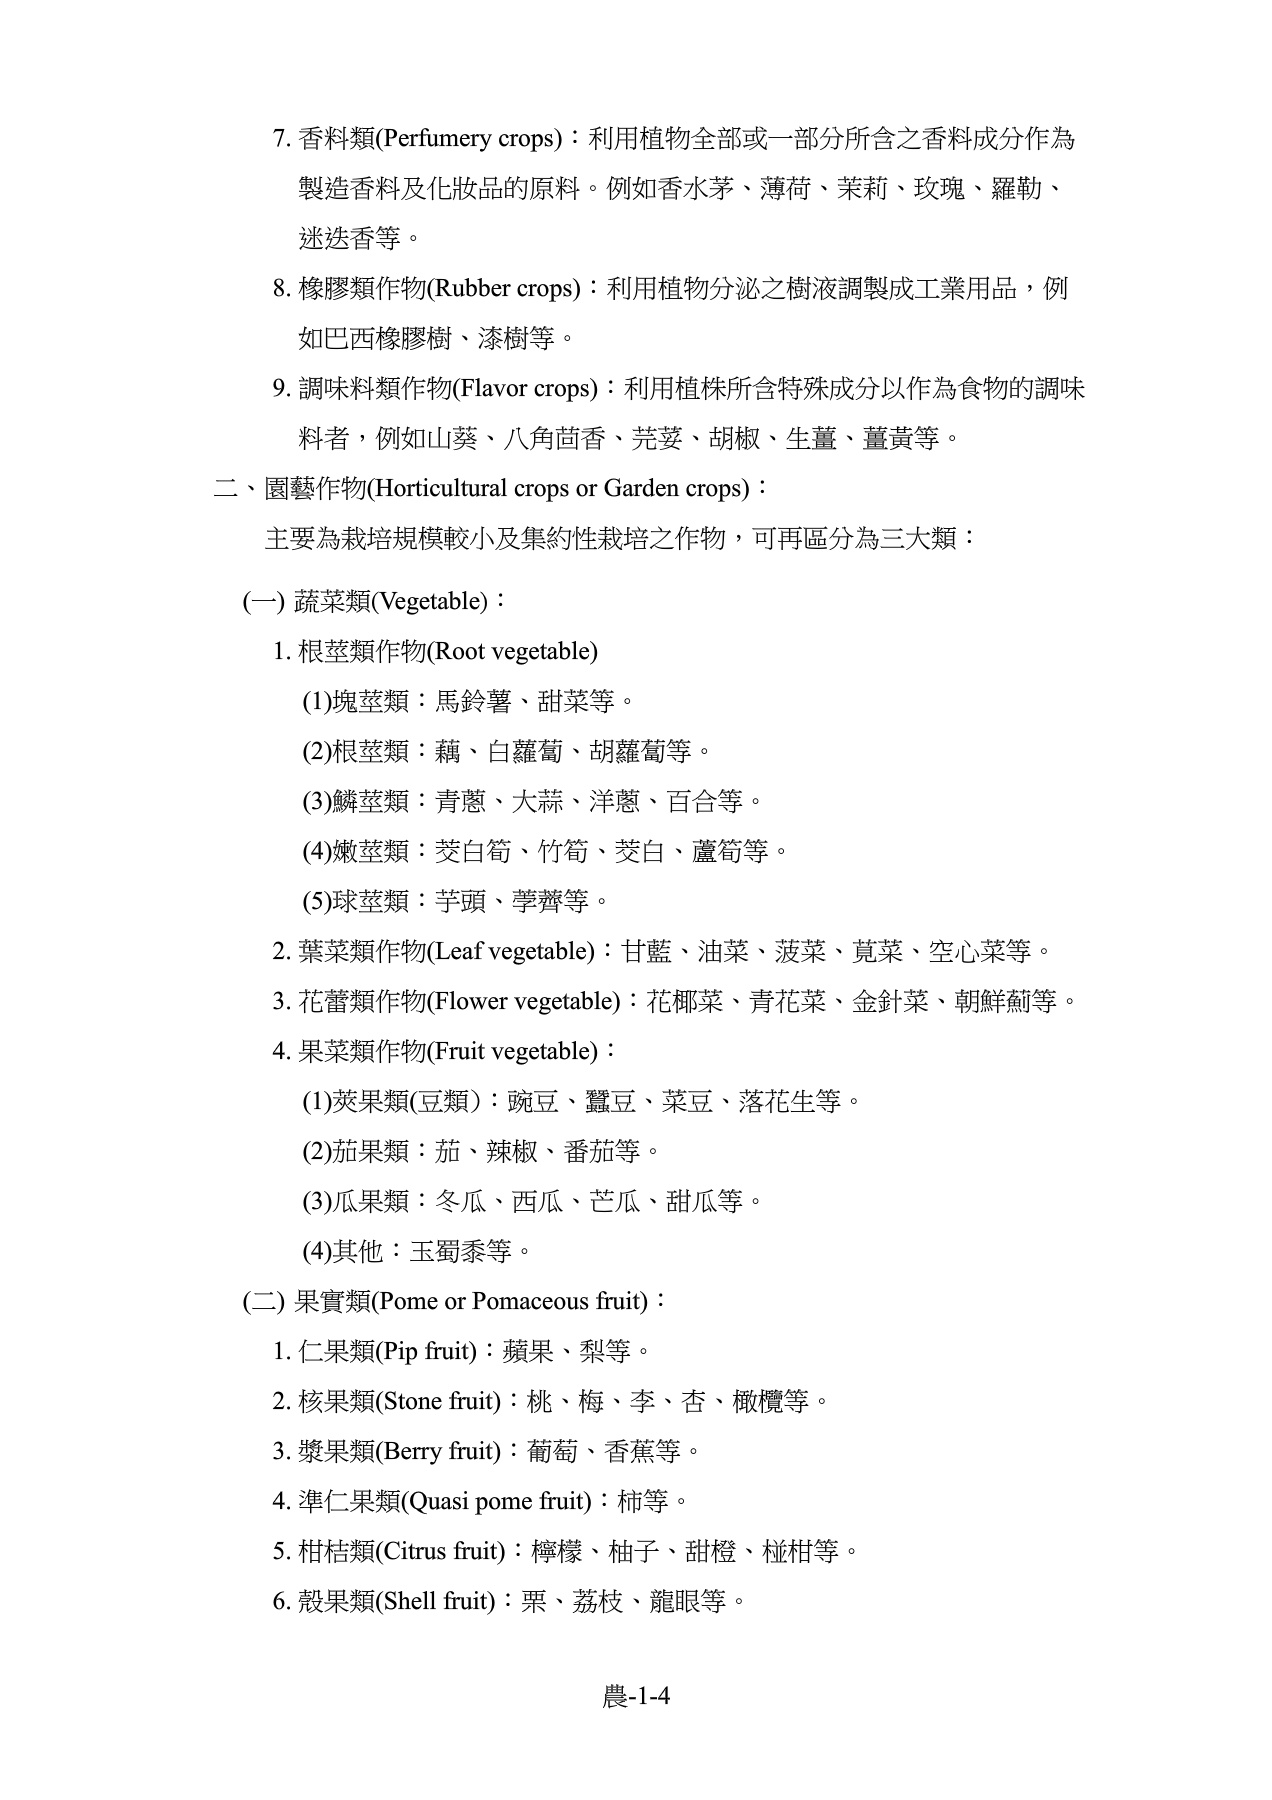 7. 香料類(Perfumery crops)：利用植物全部或一部分所含之香料成分作為
製造香料及化妝品的原料。例如香水茅、薄荷、茉莉、玫瑰、羅勒、
迷迭香等。
8. 橡膠類作物(Rubber crops)：利用植物分泌之樹液調製成工業用品，例
如巴西橡膠樹、漆樹等。
9. 調味料類作物(Flavor crops)：利用植株所含特殊成分以作為食物的調味
料者，例如山葵、八角茴香、芫荽、胡椒、生薑、薑黃等。
二、園藝作物(Horticultural crops or Garden crops)：
主要為栽培規模較小及集約性栽培之作物，可再區分為三大類：
(一) 蔬菜類(Vegetable)：
1. 根莖類作物(Root vegetable)
(1)塊莖類：馬鈴薯、甜菜等。
(2)根莖類：藕、白蘿蔔、胡蘿蔔等。
(3)鱗莖類：青蔥、大蒜、洋蔥、百合等。
(4)嫩莖類：茭白筍、竹筍、茭白、蘆筍等。
(5)球莖類：芋頭、荸薺等。
2. 葉菜類作物(Leaf vegetable)：甘藍、油菜、菠菜、莧菜、空心菜等。
3. 花蕾類作物(Flower vegetable)：花椰菜、青花菜、金針菜、朝鮮薊等。
4. 果菜類作物(Fruit vegetable)：
(1)莢果類(豆類）：豌豆、蠶豆、菜豆、落花生等。
(2)茄果類：茄、辣椒、番茄等。
(3)瓜果類：冬瓜、西瓜、芒瓜、甜瓜等。
(4)其他：玉蜀黍等。
(二) 果實類(Pome or Pomaceous fruit)：
1. 仁果類(Pip fruit)：蘋果、梨等。
2. 核果類(Stone fruit)：桃、梅、李、杏、橄欖等。
3. 漿果類(Berry fruit)：葡萄、香蕉等。
4. 準仁果類(Quasi pome fruit)：柿等。
5. 柑桔類(Citrus fruit)：檸檬、柚子、甜橙、椪柑等。
6. 殼果類(Shell fruit)：栗、荔枝、龍眼等。
農-1-4